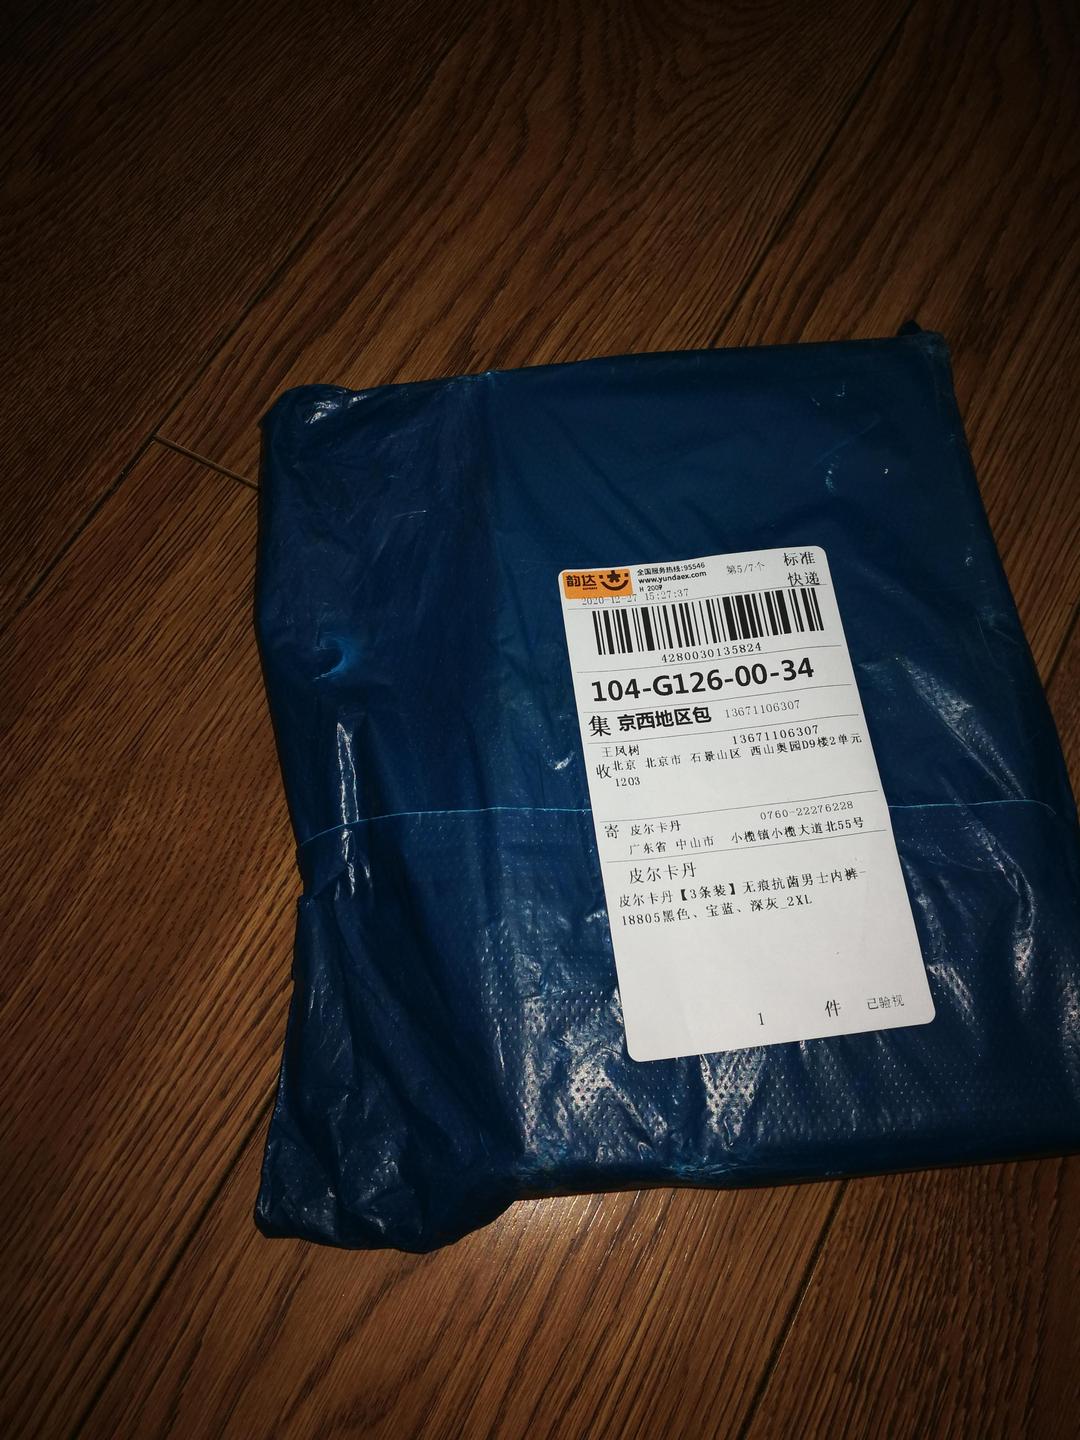 韵达
全国服务热线:95546
www.yundaex.com
第5/7个
标准
快递
2020-12-27 15:27:37
4280030135824
104-G126-00-34
集 京西地区包 13671106307
王凤树 13671106307
收 北京 北京市 石景山区 西山奥园D9楼2单元
1203
寄 皮尔卡丹 0760-22276228
广东省 中山市 小榄镇小榄大道北55号
皮尔卡丹
皮尔卡丹【3条装】无痕抗菌男士内裤-
18805黑色、宝蓝、深灰_2XL
1 件 已验视